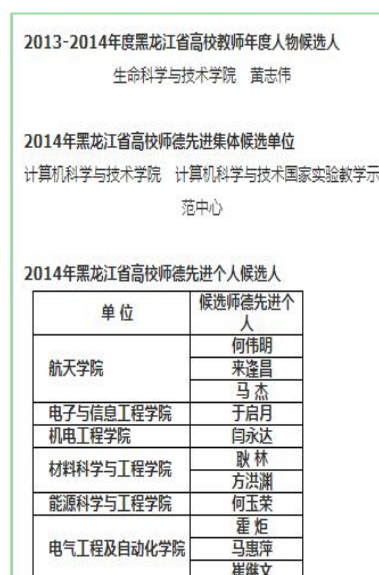 2013-2014年度黑龙江省高校教师年度人物候选人
生命科学与技术学院 黄志伟
2014年黑龙江省高校师德先进集体候选单位
计算机科学与技术学院 计算机科学与技术国家实验教学示
范中心
2014年黑龙江省高校师德先进个人候选人
单 位 候选师德先进个
人
航天学院 何伟明
来逢昌
马 杰
电子与信息工程学院 于启月
机电工程学院 闫永达
材料科学与工程学院 耿 林
方洪渊
能源科学与工程学院 何玉荣
电气工程及自动化学院 霍 炬
马惠萍
崔继文